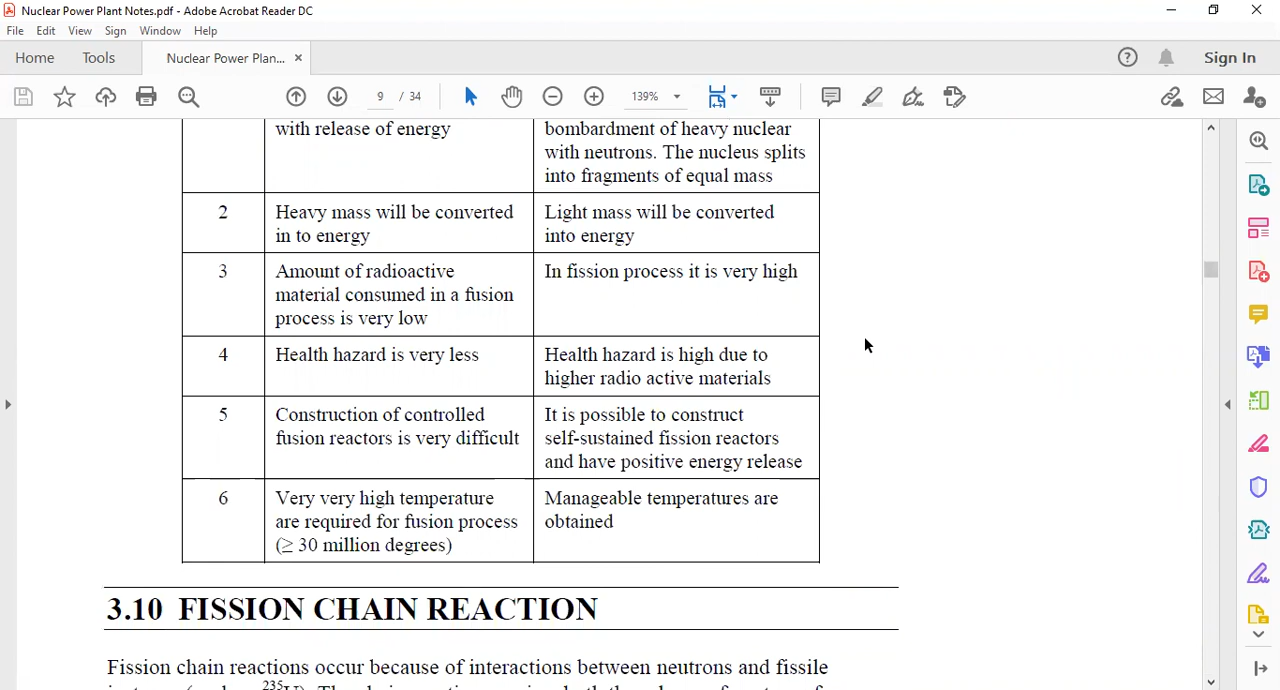 Nuclear Power Plant Notes.pdf - Adobe Acrobat Reader DC
File Edit View Sign Window Help
Home Tools Nuclear Power Plan... × Sign In
9 / 34 139%
with release of energy
bombardment of heavy nuclear
with neutrons. The nucleus splits
into fragments of equal mass
2
Heavy mass will be converted
in to energy
Light mass will be converted
into energy
3
Amount of radioactive
material consumed in a fusion
process is very low
In fission process it is very high
4
Health hazard is very less
Health hazard is high due to
higher radio active materials
5
Construction of controlled
fusion reactors is very difficult
It is possible to construct
self-sustained fission reactors
and have positive energy release
6
Very very high temperature
are required for fusion process
(≥ 30 million degrees)
Manageable temperatures are
obtained
3.10 FISSION CHAIN REACTION
Fission chain reactions occur because of interactions between neutrons and fissile